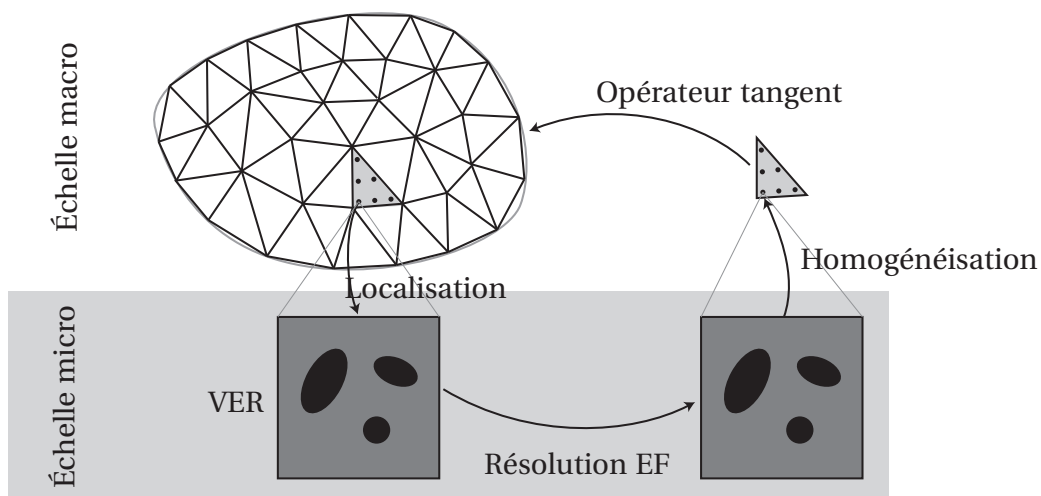 Échelle macro
Opérateur tangent
Homogénéisation
Localisation
Échelle micro
VER
Résolution EF